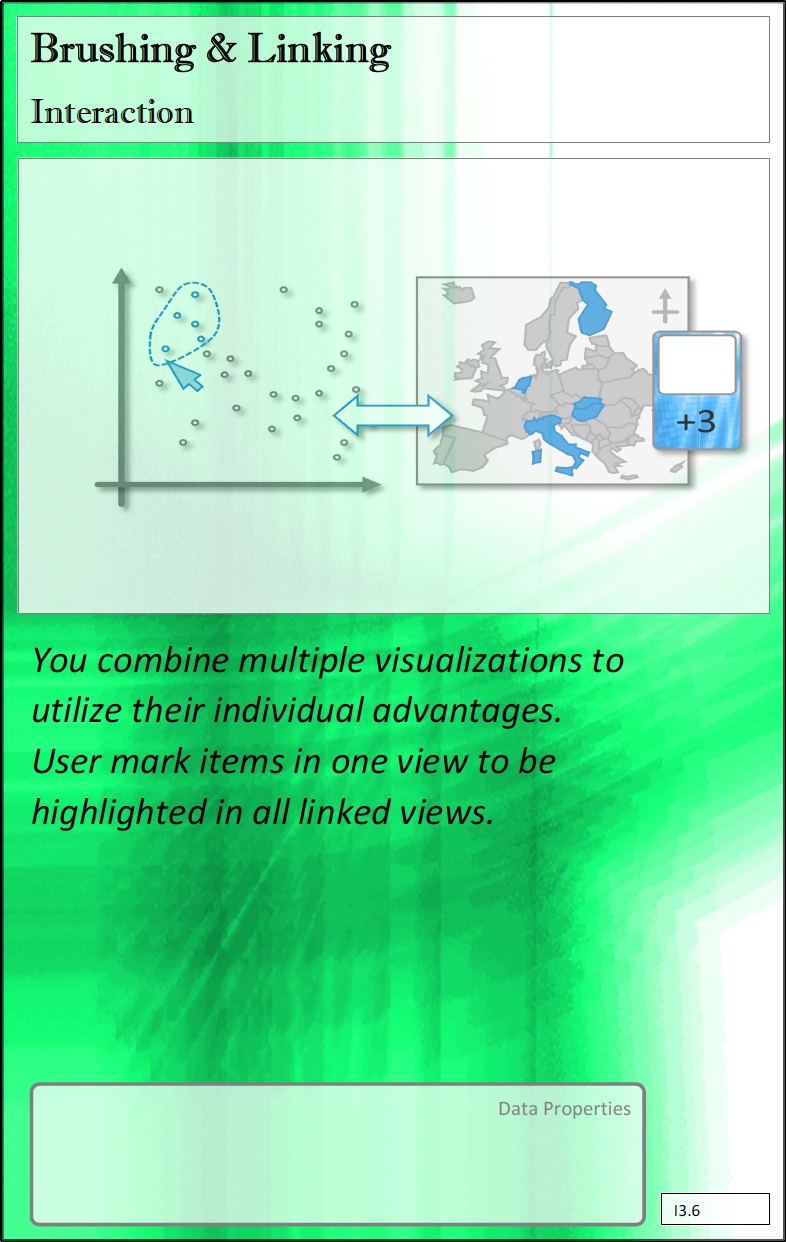 Brushing & Linking
Interaction
+3
You combine multiple visualizations to
utilize their individual advantages.
User mark items in one view to be
highlighted in all linked views.
Data Properties
I3.6